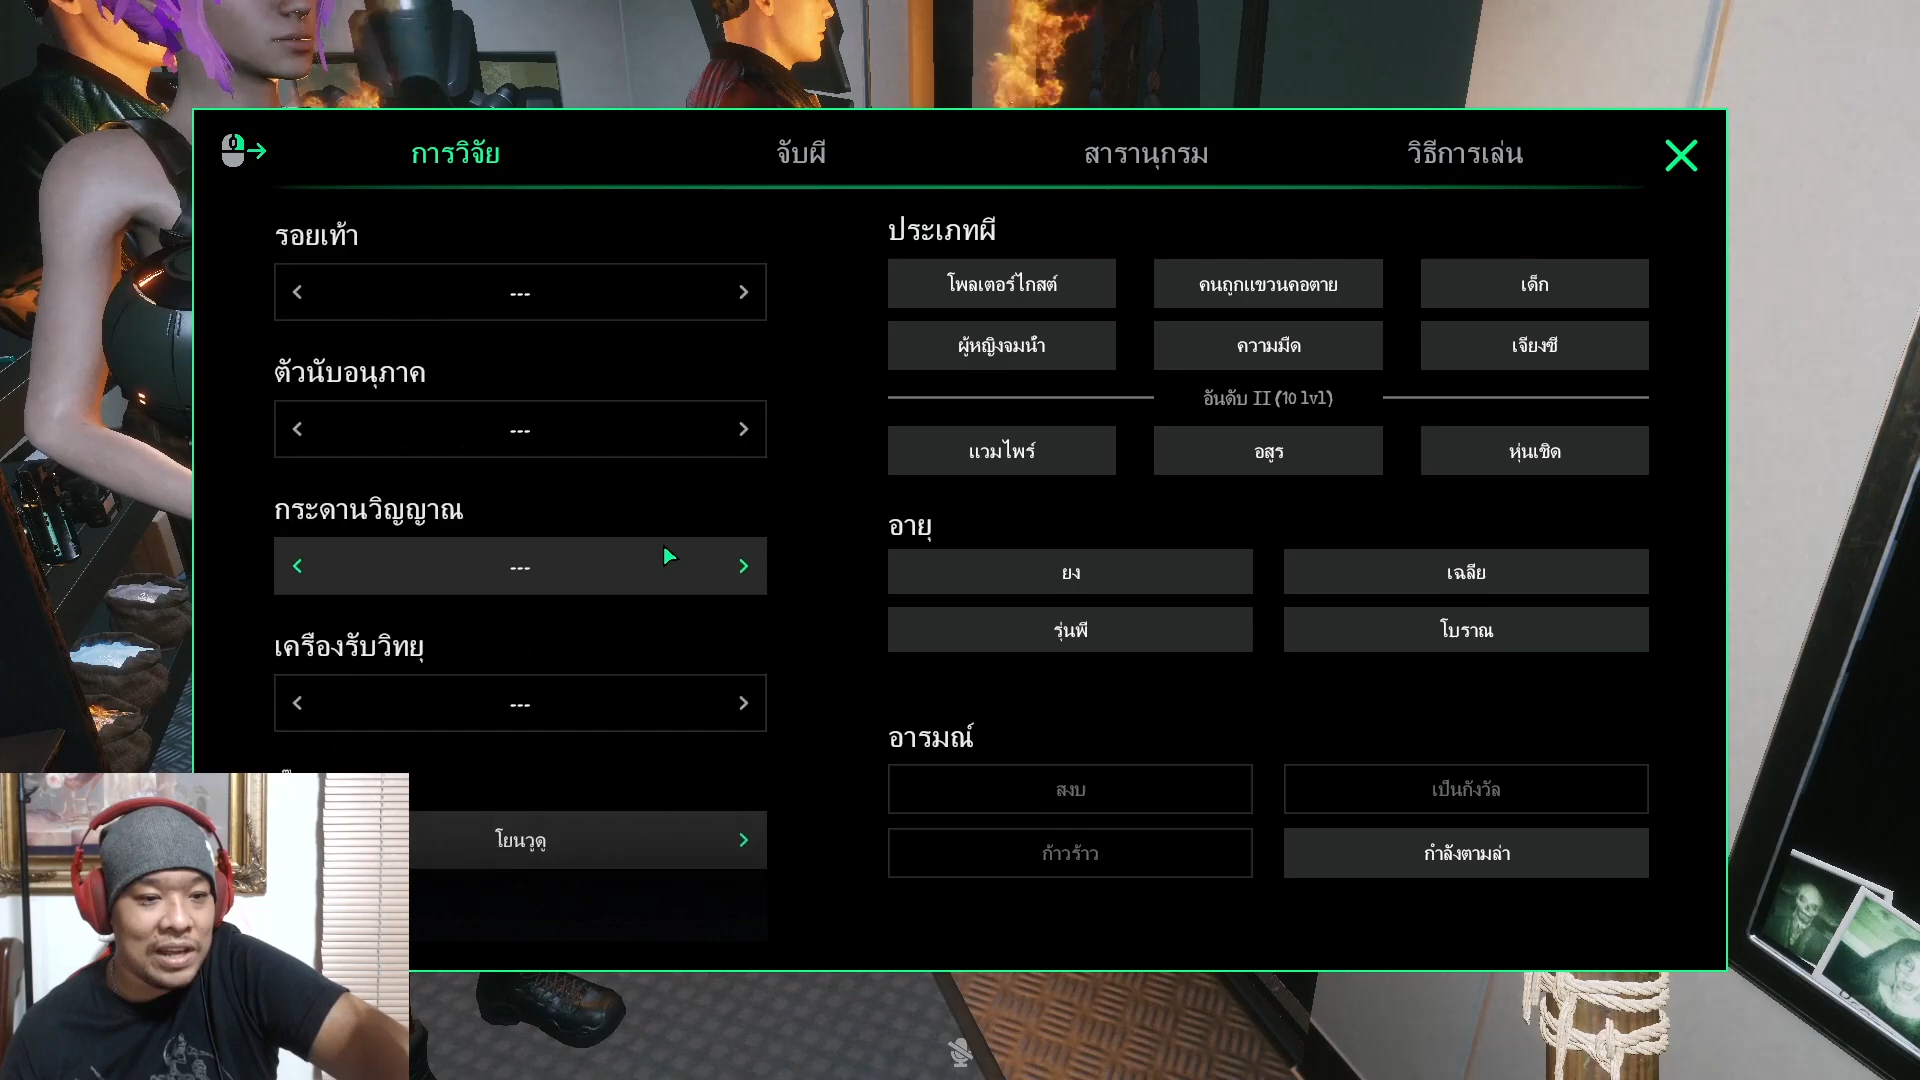 การวิจัย
จับผี
สารานุกรม
วิธีการเล่น
รอยเท้า
---
ตัวนับอนุภาค
---
กระดานวิญญาณ
---
เครื่องรับวิทยุ
---
โยนวูดู
ประเภทผี
โพลเตอร์ไกสต์
คนถูกแขวนคอตาย
เด็ก
ผู้หญิงจมน้ำ
ความมืด
เจียงซี
อันดับ II (10 lvl)
แวมไพร์
อสูร
หุ่นเชิด
อายุ
ยง
เฉลี่ย
รุ่นพี่
โบราณ
อารมณ์
สงบ
เป็นกังวัล
ก้าวร้าว
กำลังตามล่า